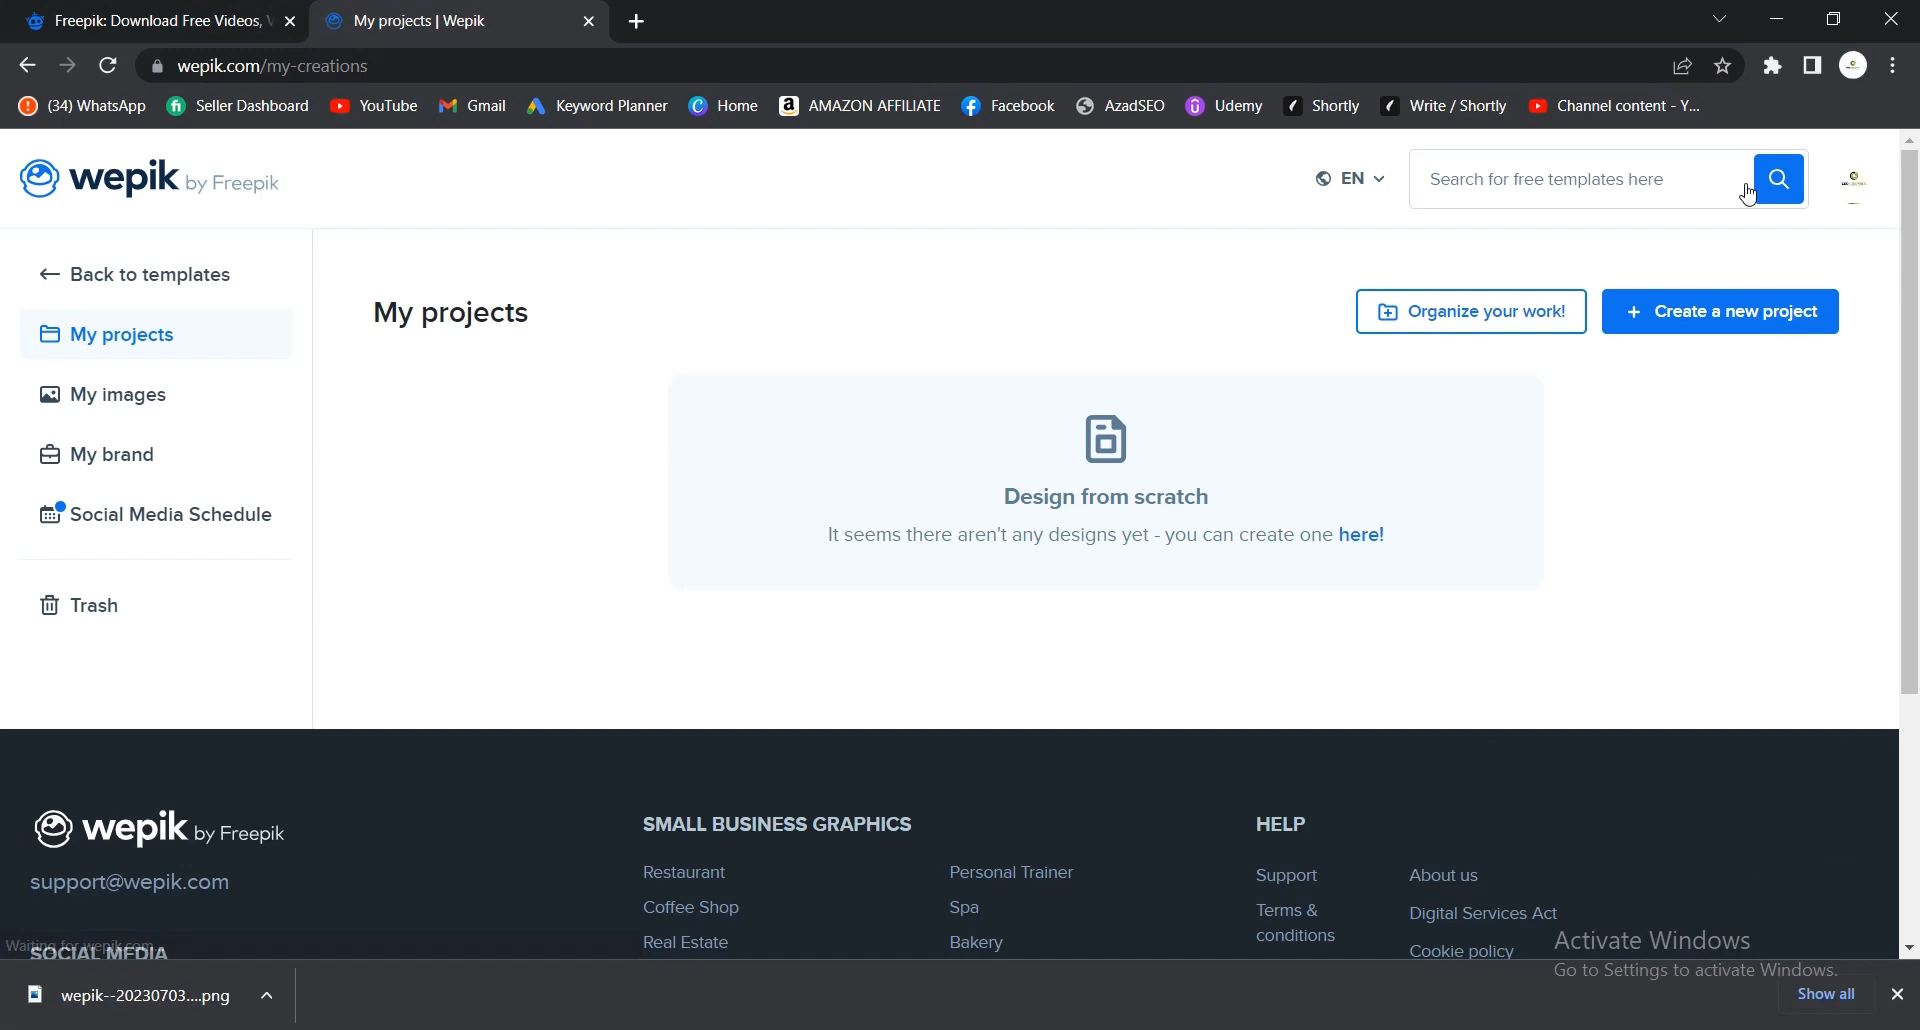 Freepik: Download Free Videos, V
My projects | Wepik
wepik.com/my-creations
(34) WhatsApp
Seller Dashboard
YouTube
Gmail
Keyword Planner
Home
AMAZON AFFILIATE
Facebook
AzadSEO
Udemy
Shortly
Write / Shortly
Channel content - Y...
wepik by Freepik
EN
Search for free templates here
Back to templates
My projects
My images
My brand
Social Media Schedule
Trash
My projects
Organize your work!
+ Create a new project
Design from scratch
It seems there aren't any designs yet - you can create one here!
wepik by Freepik
support@wepik.com
SOCIAL MEDIA
Waiting for wepik.com...
SMALL BUSINESS GRAPHICS
Restaurant
Coffee Shop
Real Estate
Personal Trainer
Spa
Bakery
HELP
Support
Terms &
conditions
About us
Digital Services Act
Cookie policy
Activate Windows
Go to Settings to activate Windows.
wepik--20230703....png
Show all